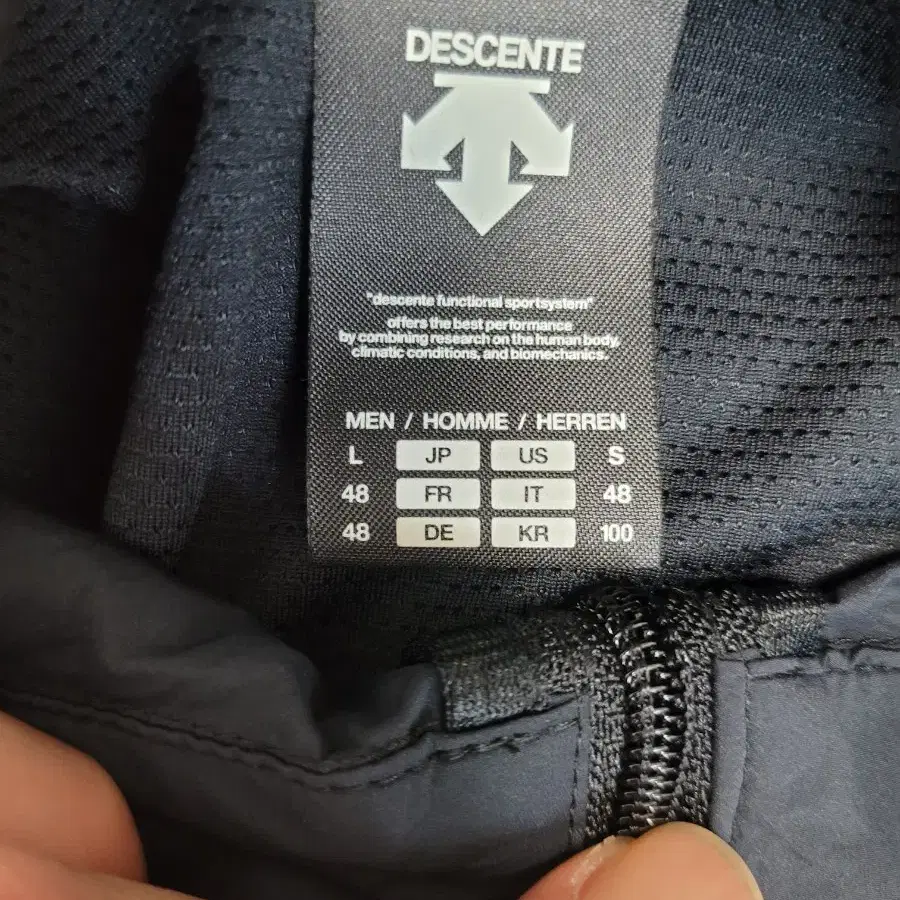 DESCENTE
"descente functional sportsystem"
offers the best performance
by combining research on the human body,
climatic conditions, and biomechanics.
MEN / HOMME / HERREN
L JP US S
48 FR IT 48
48 DE KR 100